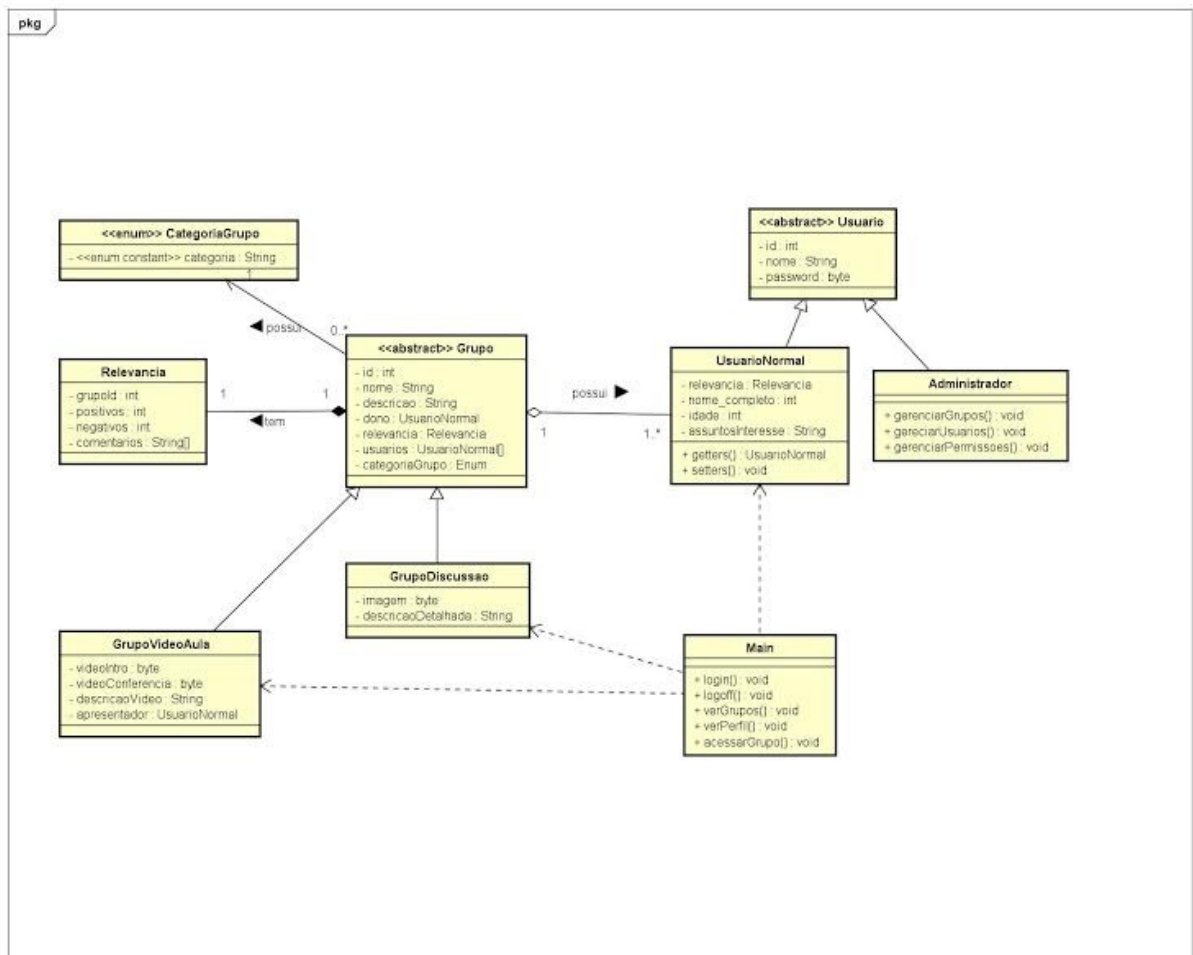 pkg
<<enum>> CategoriaGrupo
- <<enum constant>> categoria : String
1
possui
0..*
<<abstract>> Usuario
- id : int
- nome : String
- password : byte
Relevancia
- grupoId : int
- positivos : int
- negativos : int
- comentarios : String[]
1
1
tem
<<abstract>> Grupo
- id : int
- nome : String
- descricao : String
- dono : UsuarioNormal
- relevancia : Relevancia
- usuarios : UsuarioNormal[]
- categoriaGrupo : Enum
possui
1
1..*
UsuarioNormal
- relevancia : Relevancia
- nome_completo : int
- idade : int
- assuntosInteresse : String
+ getters() : UsuarioNormal
+ setters() : void
Administrador
+ gerenciarGrupos() : void
+ gereciarUsuarios() : void
+ gerenciarPermissoes() : void
GrupoDiscussao
- imagem : byte
- descricaoDetalhada : String
GrupoVideoAula
- videoIntro : byte
- videoConferencia : byte
- descricaoVideo : String
- apresentador : UsuarioNormal
Main
+ login() : void
+ logoff() : void
+ verGrupos() : void
+ verPerfil() : void
+ acessarGrupo() : void